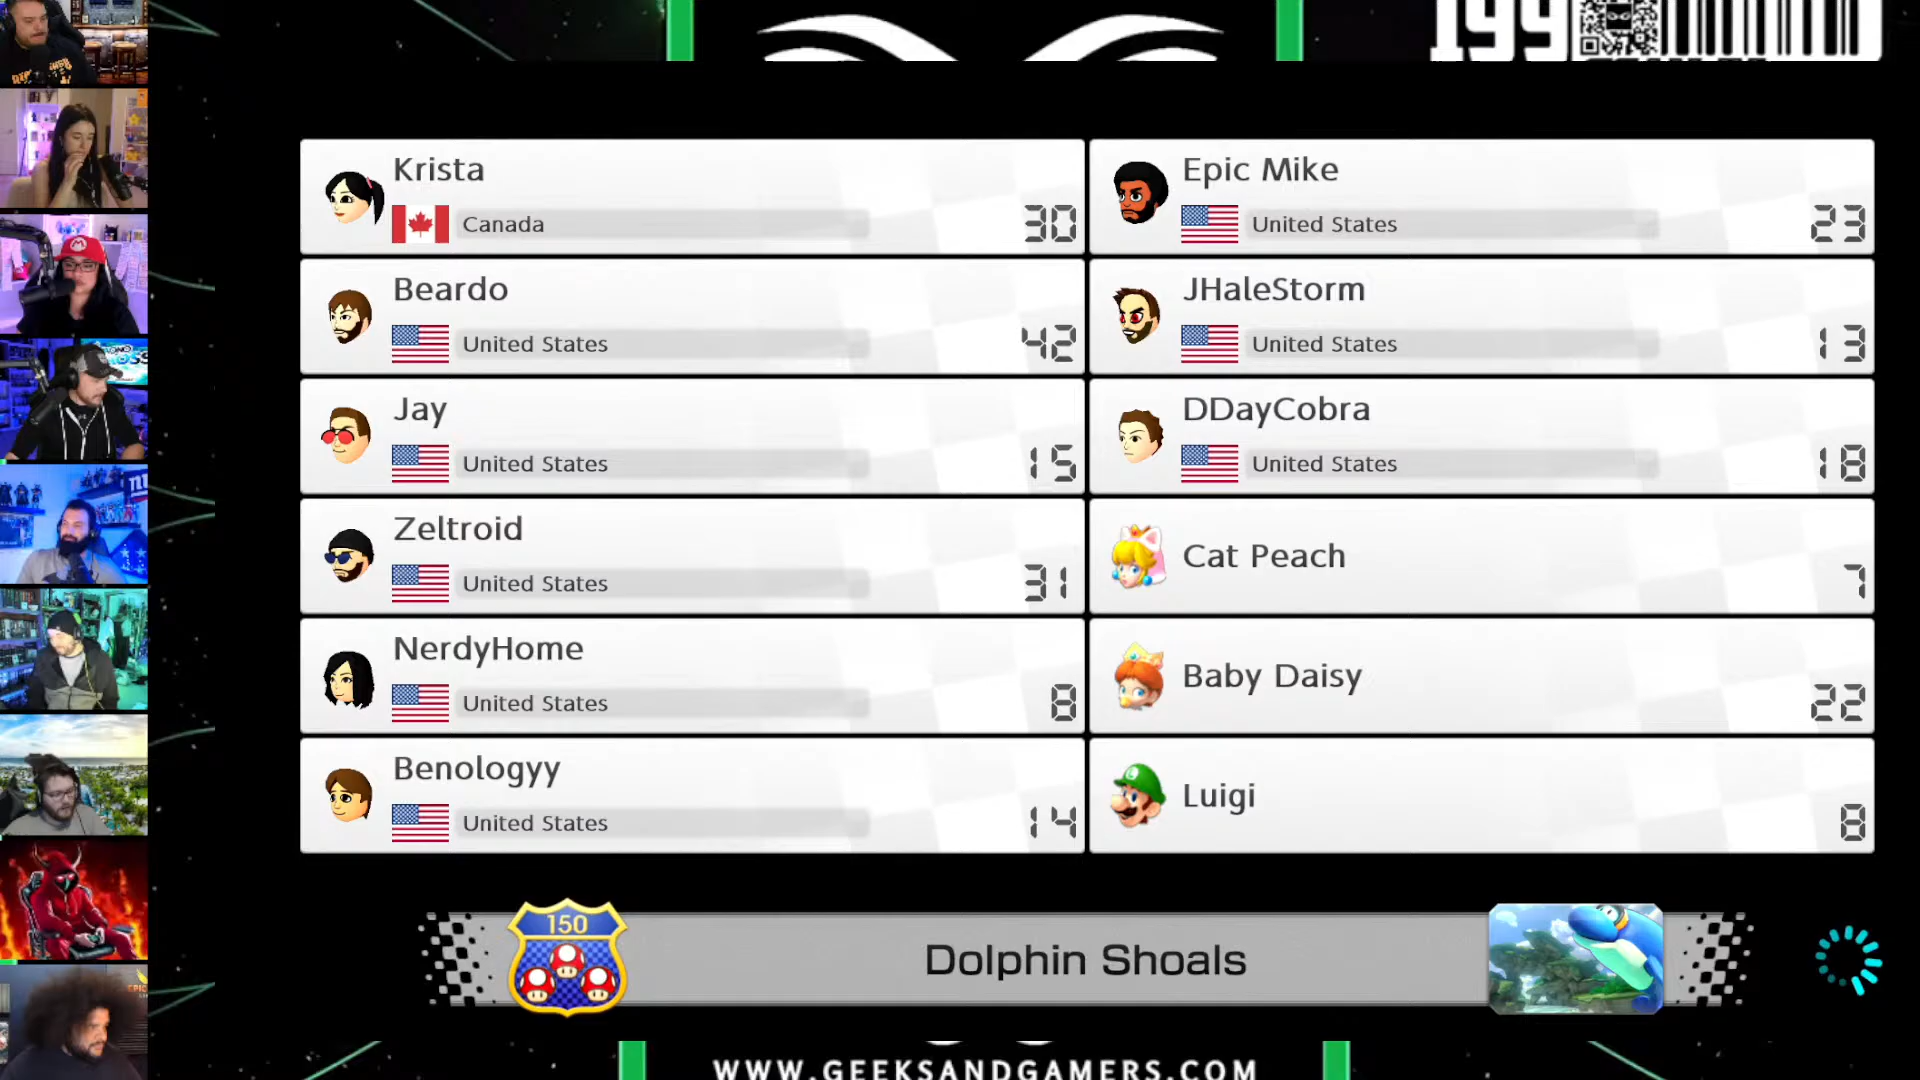 199
Krista
Canada
30
Beardo
United States
42
Jay
United States
15
Zeltroid
United States
31
NerdyHome
United States
8
Benologyy
United States
14
Epic Mike
United States
23
JHaleStorm
United States
13
DDayCobra
United States
18
Cat Peach
7
Baby Daisy
22
Luigi
8
150
Dolphin Shoals
WWW.GEEKSANDGAMERS.COM